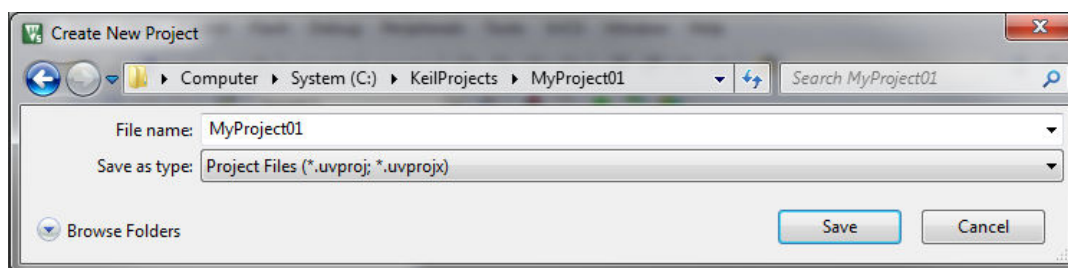 Create New Project
Computer System (C:) KeilProjects MyProject01 Search MyProject01
File name: MyProject01
Save as type: Project Files (*.uvproj; *.uvprojx)
Browse Folders Save Cancel